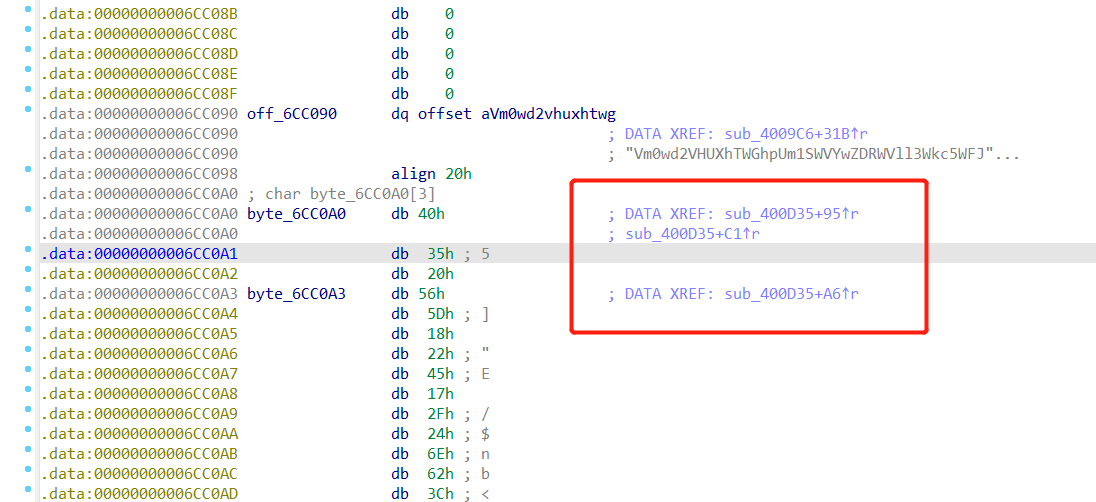 .data:00000000006CC08B db 0
.data:00000000006CC08C db 0
.data:00000000006CC08D db 0
.data:00000000006CC08E db 0
.data:00000000006CC08F db 0
.data:00000000006CC090 off_6CC090 dq offset aVm0wd2vhuxhtwg
.data:00000000006CC090 ; DATA XREF: sub_4009C6+31B↑r
.data:00000000006CC090 ; "Vm0wd2VHUXhTWGhpUm1SWVYwZDRWVll3Wkc5WFJ"...
.data:00000000006CC098 align 20h
.data:00000000006CC0A0 ; char byte_6CC0A0[3]
.data:00000000006CC0A0 byte_6CC0A0 db 40h ; DATA XREF: sub_400D35+95↑r
.data:00000000006CC0A0 ; sub_400D35+C1↑r
.data:00000000006CC0A1 db 35h ; 5
.data:00000000006CC0A2 db 20h
.data:00000000006CC0A3 byte_6CC0A3 db 56h ; DATA XREF: sub_400D35+A6↑r
.data:00000000006CC0A4 db 5Dh ; ]
.data:00000000006CC0A5 db 18h
.data:00000000006CC0A6 db 22h ; "
.data:00000000006CC0A7 db 45h ; E
.data:00000000006CC0A8 db 17h
.data:00000000006CC0A9 db 2Fh ; /
.data:00000000006CC0AA db 24h ; $
.data:00000000006CC0AB db 6Eh ; n
.data:00000000006CC0AC db 62h ; b
.data:00000000006CC0AD db 3Ch ; <